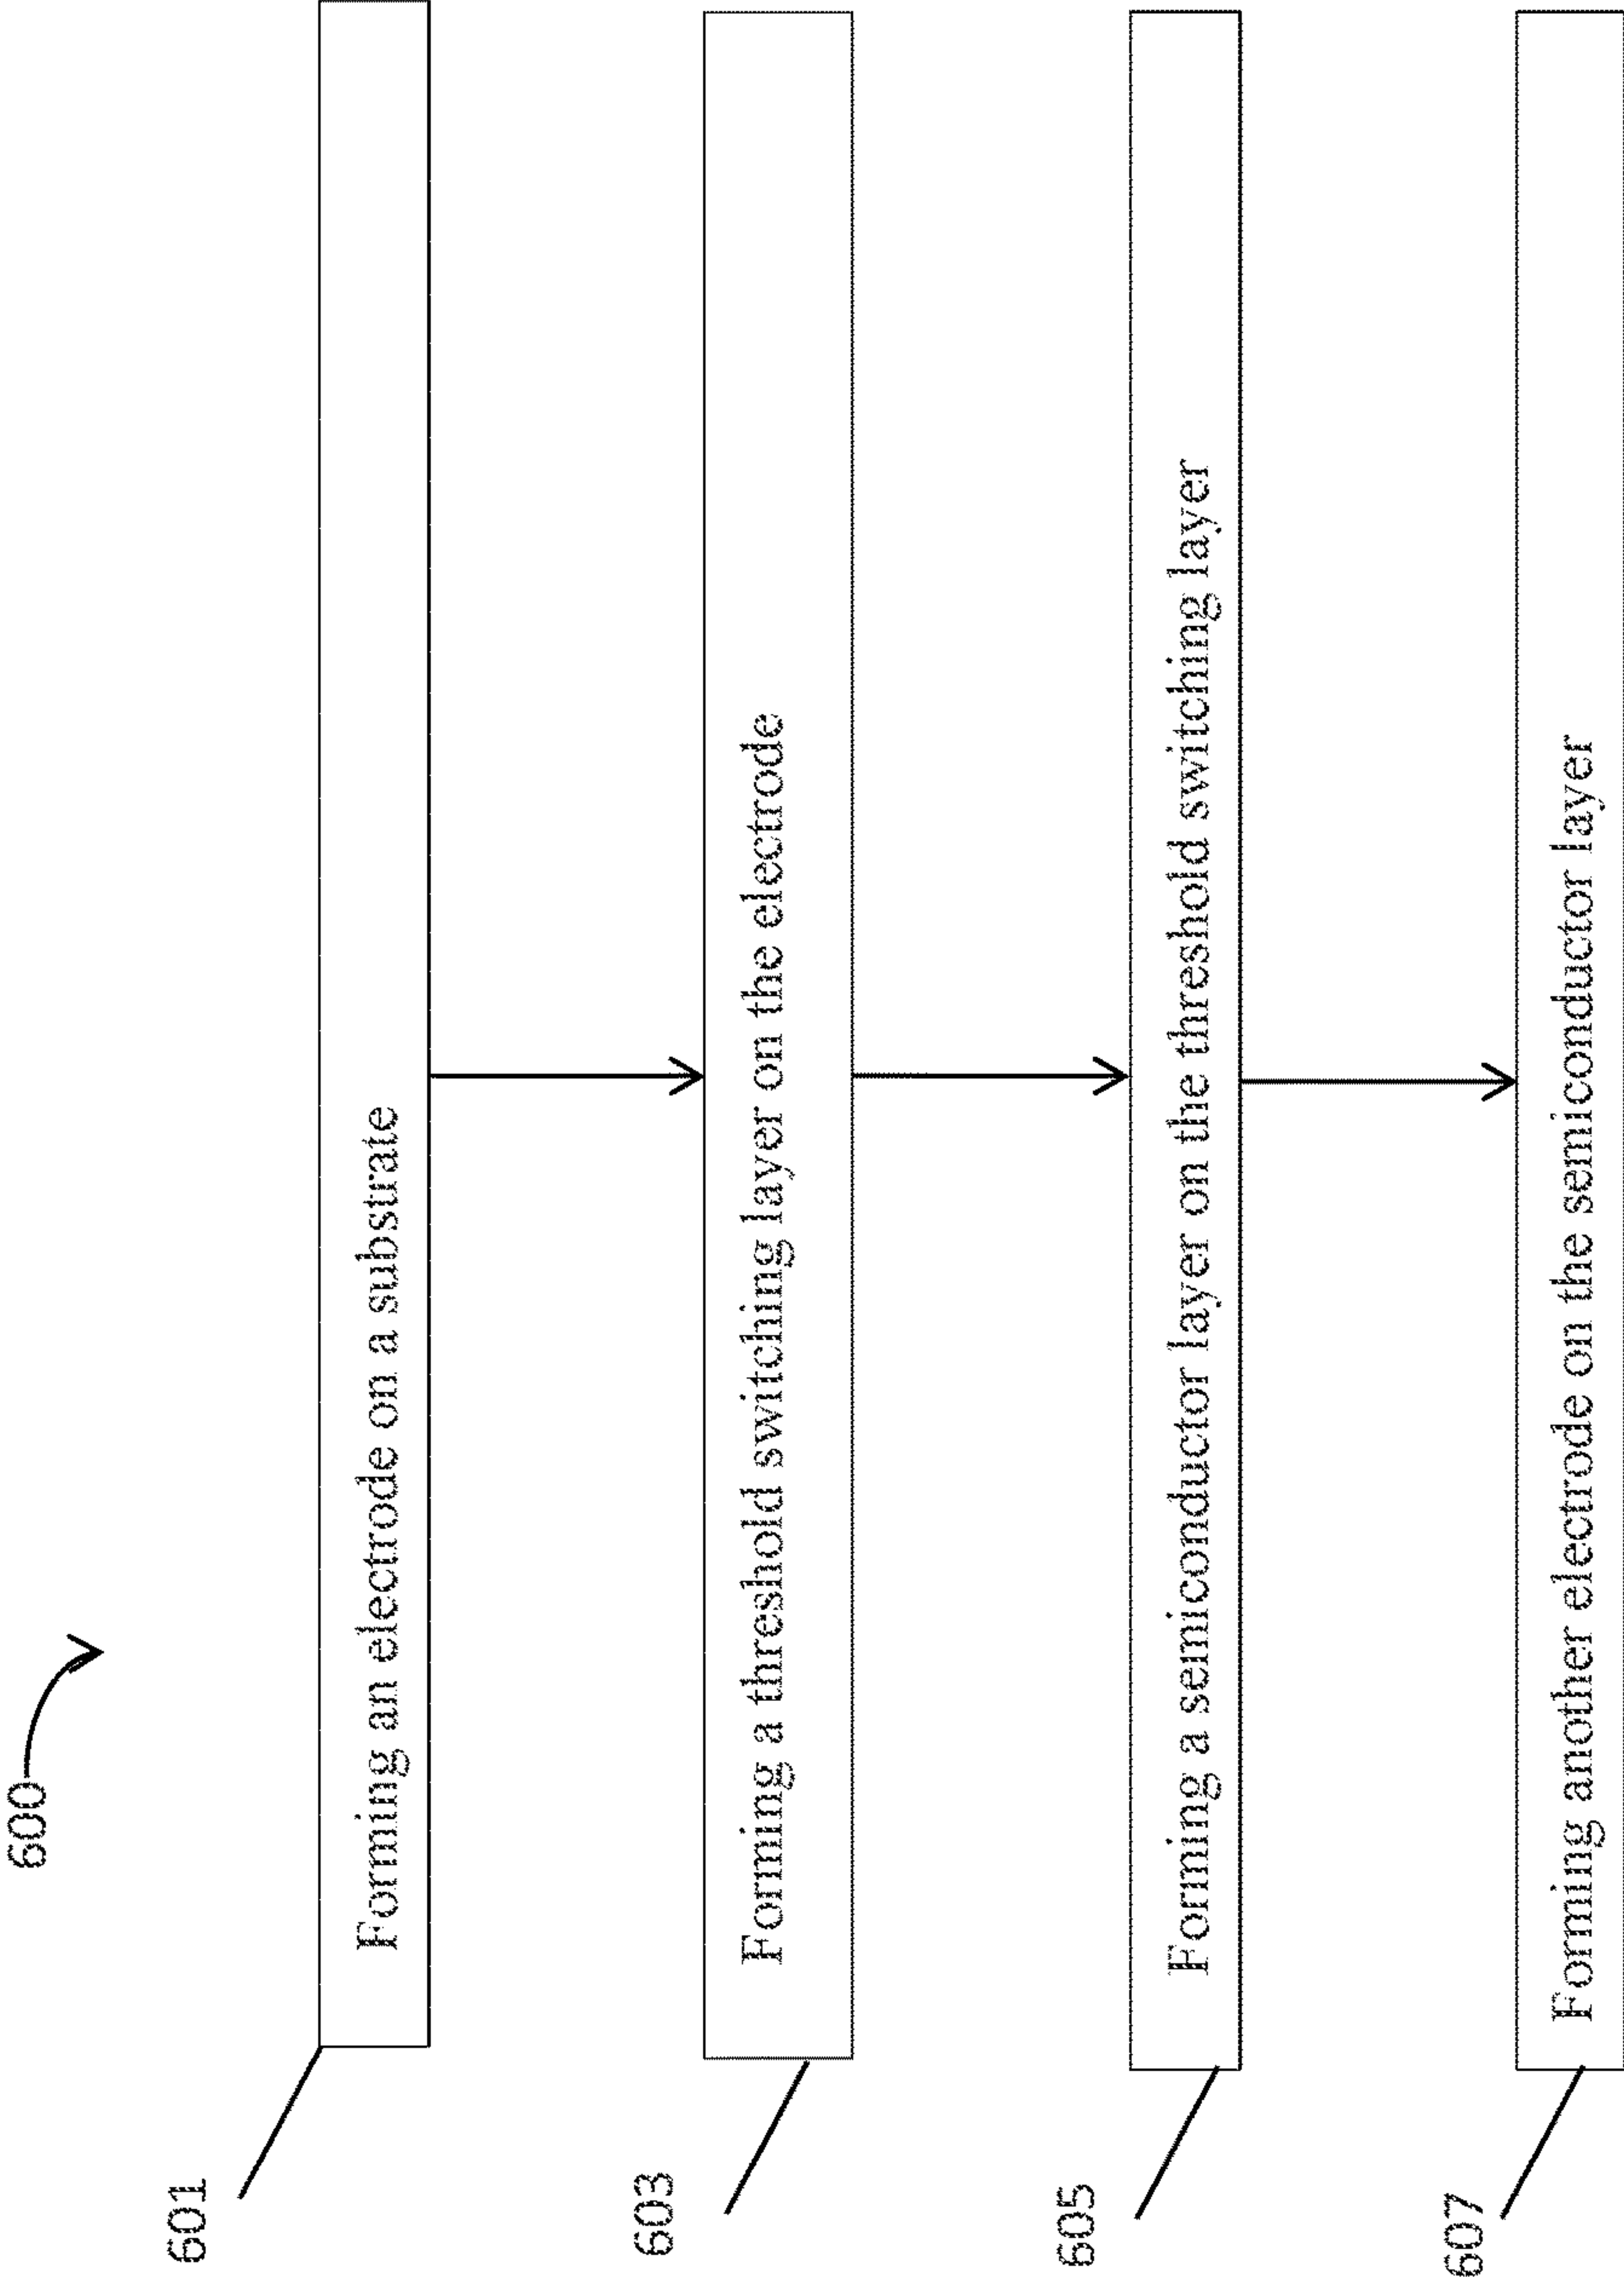 600
601
Forming an electrode on a substrate
603
Forming a threshold switching layer on the electrode
605
Forming a semiconductor layer on the threshold switching layer
607
Forming another electrode on the semiconductor layer